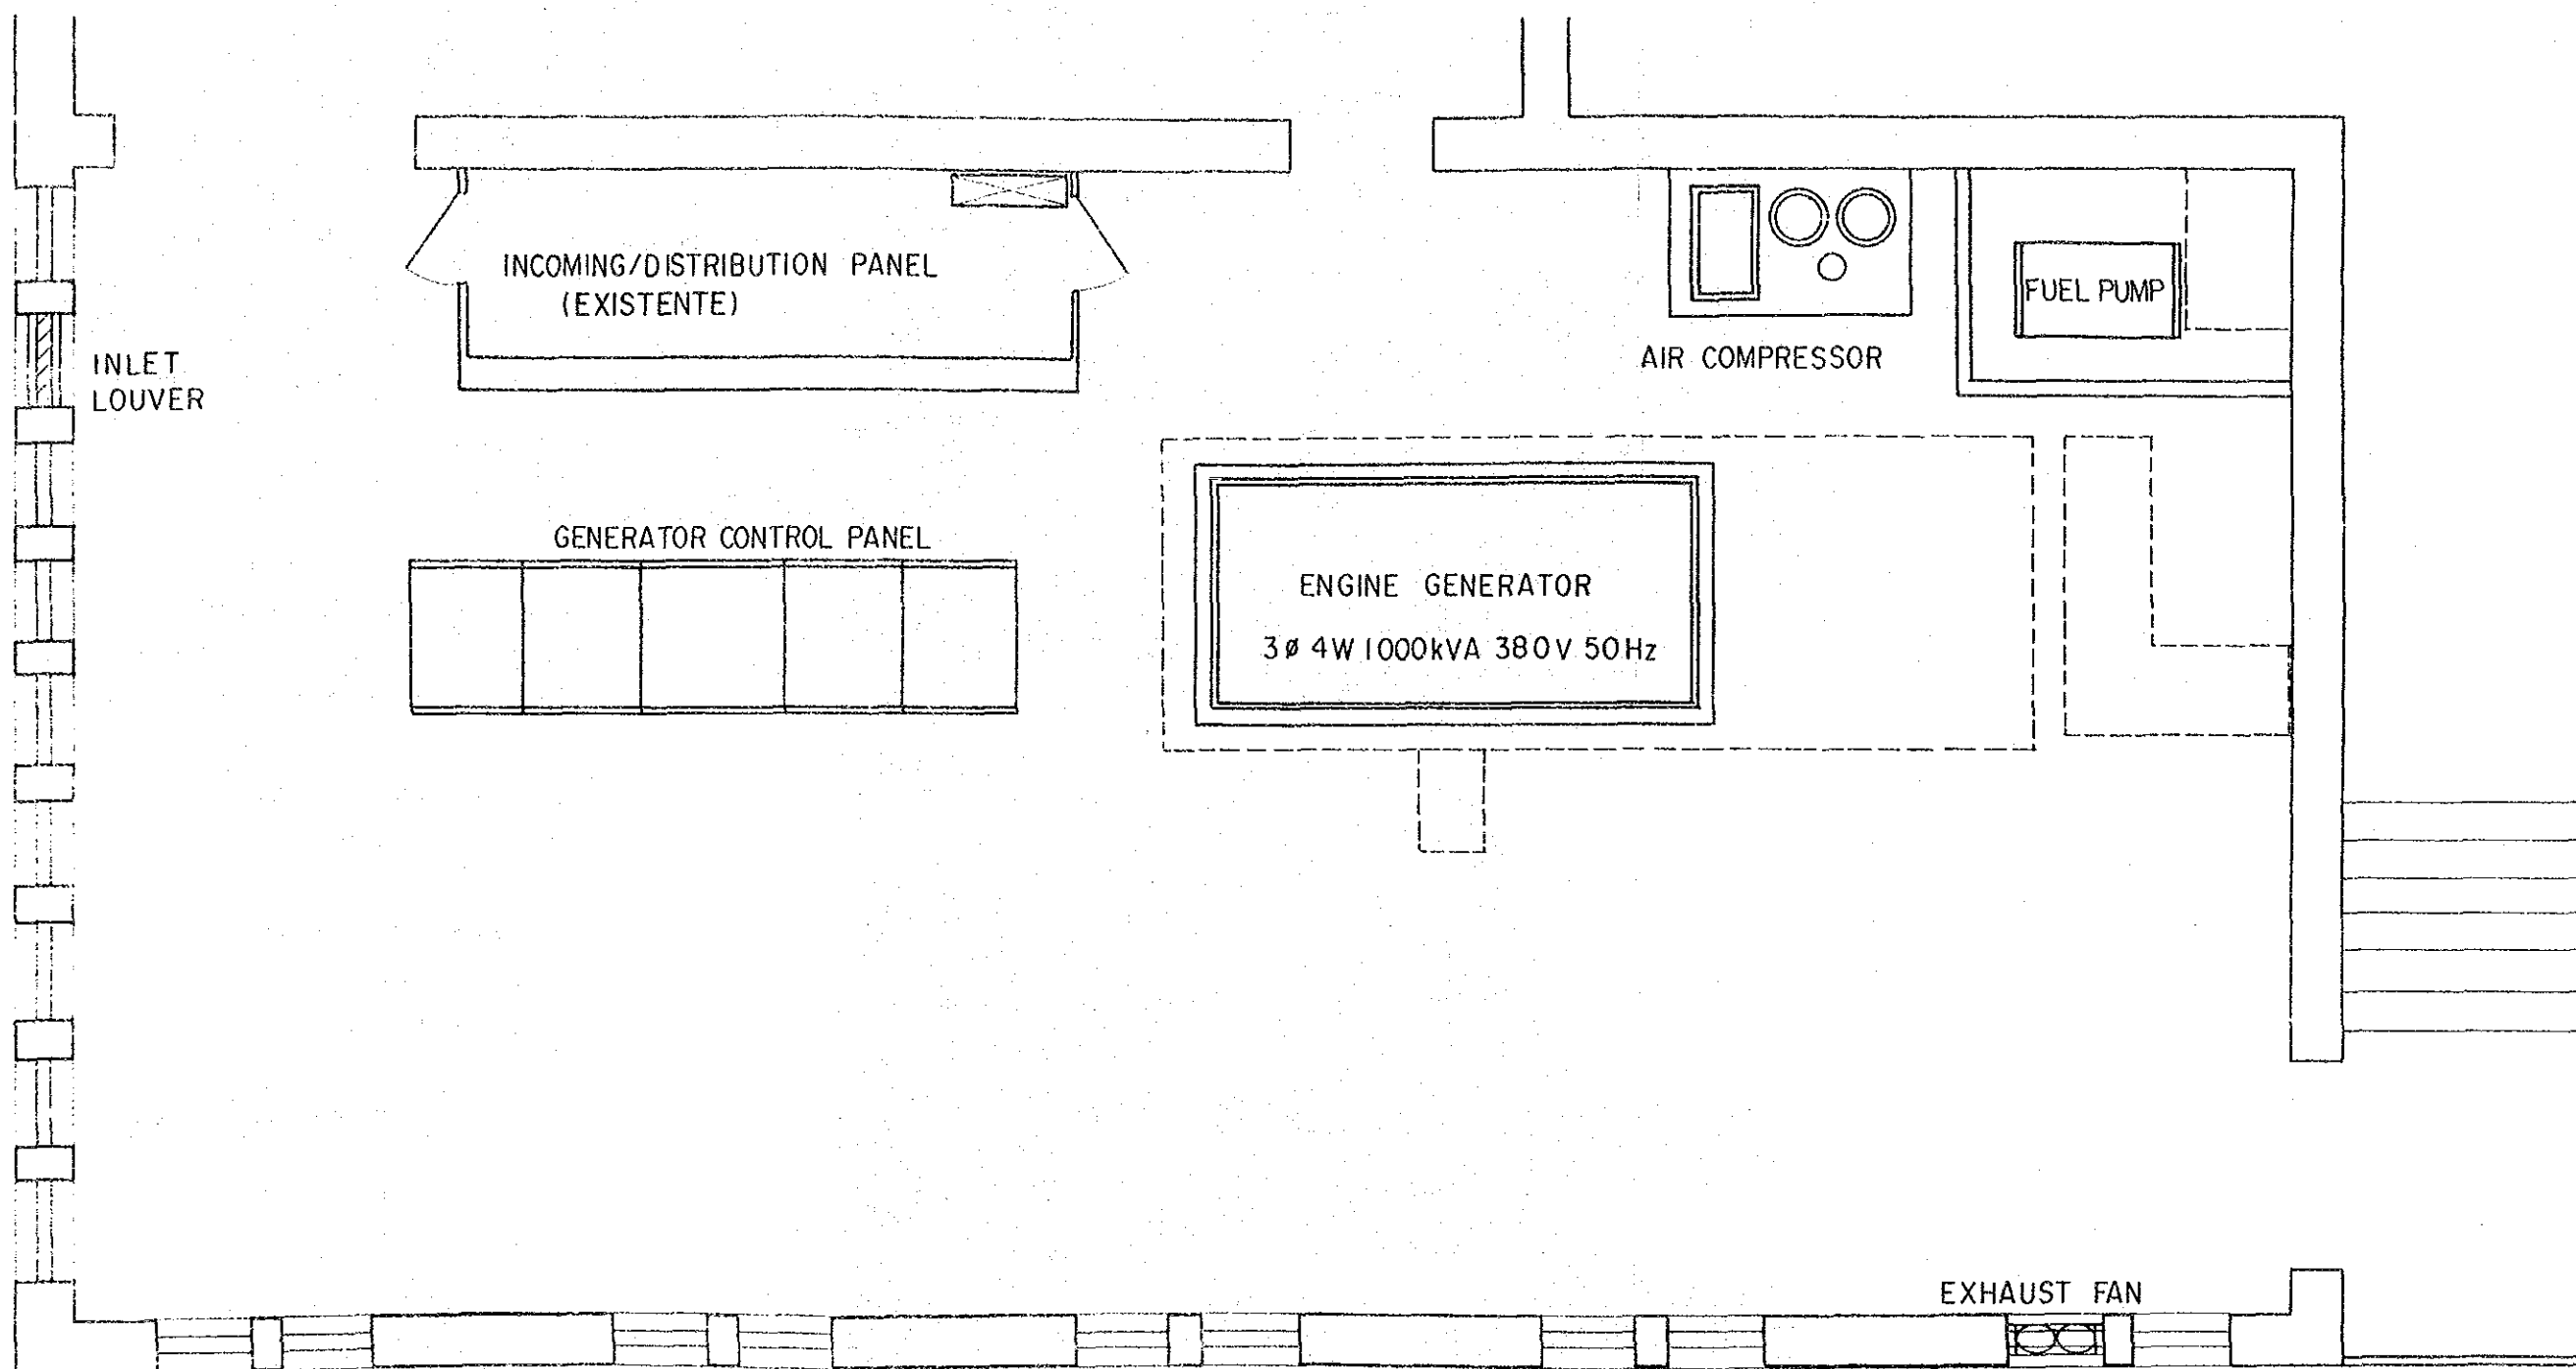 INCOMING/DISTRIBUTION PANEL
(EXISTENTE)
FUEL PUMP
INLET
LOUVER
AIR COMPRESSOR
GENERATOR CONTROL PANEL
ENGINE GENERATOR
3ø 4W 1000kVA 380V 50Hz
EXHAUST FAN